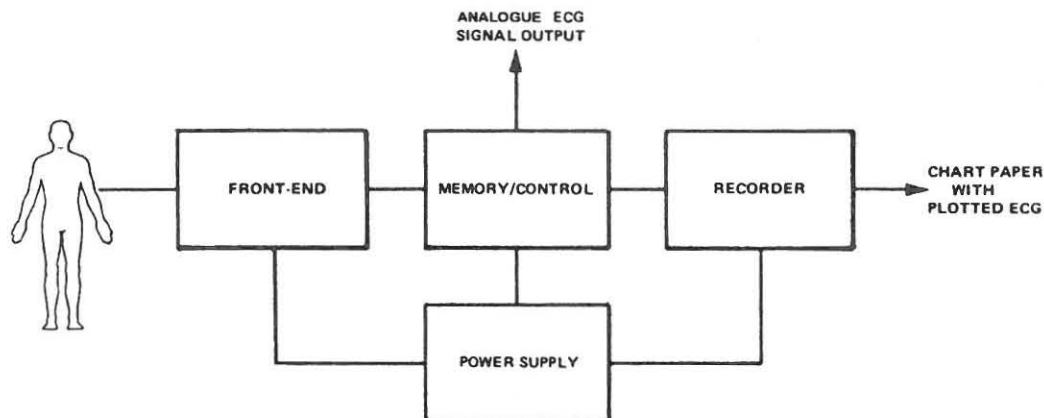 ANALOGUE ECG
SIGNAL OUTPUT
FRONT-END
MEMORY/CONTROL
RECORDER
CHART PAPER
WITH
PLOTTED ECG
POWER SUPPLY